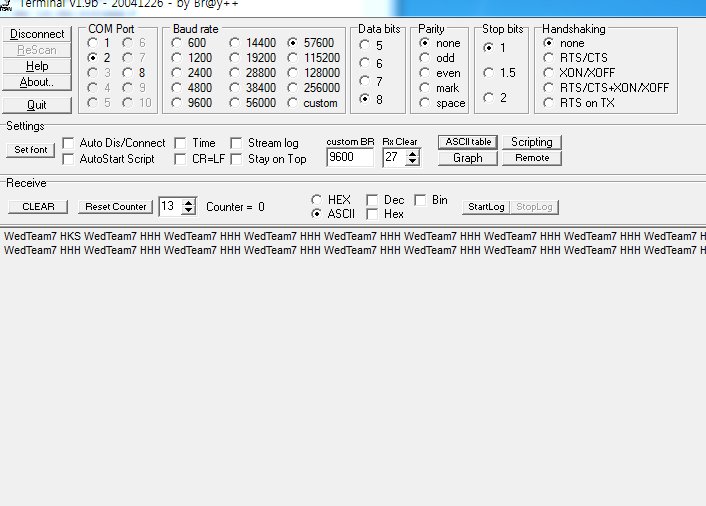 Terminal v1.9b - 20041226 - by Br@y++
Disconnect
ReScan
Help
About..
Quit
COM Port
1 6
2 7
3 8
4 9
5 10
Baud rate
600 14400 57600
1200 19200 115200
2400 28800 128000
4800 38400 256000
9600 56000 custom
Data bits
5
6
7
8
Parity
none
odd
even
mark
space
Stop bits
1
1.5
2
Handshaking
none
RTS/CTS
XON/XOFF
RTS/CTS+XON/XOFF
RTS on TX
Settings
Set font
Auto Dis/Connect Time Stream log
AutoStart Script CR=LF Stay on Top
custom BR Rx Clear
9600 27
ASCII table Scripting
Graph Remote
Receive
CLEAR Reset Counter 13 Counter = 0
HEX Dec Bin
ASCII Hex
StartLog StopLog
WedTeam7 HKS WedTeam7 HHH WedTeam7 HHH WedTeam7 HHH WedTeam7 HHH WedTeam7 HHH WedTeam7 HHH WedTeam7 HHH WedTeam7 H
WedTeam7 HHH WedTeam7 HHH WedTeam7 HHH WedTeam7 HHH WedTeam7 HHH WedTeam7 HHH WedTeam7 HHH WedTeam7 HHH WedTeam7 H